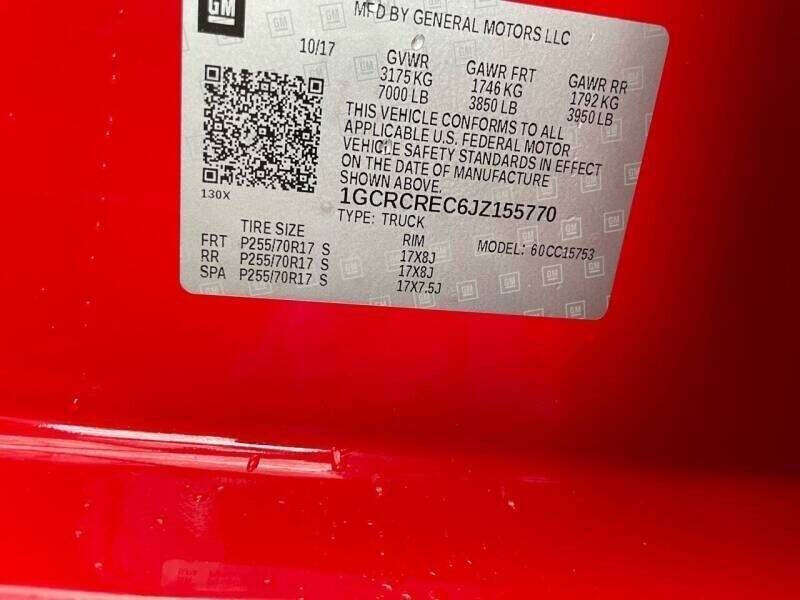 GM
MFD BY GENERAL MOTORS LLC
10/17
GVWR
3175 KG
7000 LB
GAWR FRT
1746 KG
3850 LB
GAWR RR
1792 KG
3950 LB
THIS VEHICLE CONFORMS TO ALL
APPLICABLE U.S. FEDERAL MOTOR
VEHICLE SAFETY STANDARDS IN EFFECT
ON THE DATE OF MANUFACTURE
SHOWN ABOVE.
130X
1GCRCREC6JZ155770
TYPE: TRUCK
MODEL: 60CC15753
TIRE SIZE RIM
FRT P255/70R17 S 17X8J
RR P255/70R17 S 17X8J
SPA P255/70R17 S 17X7.5J